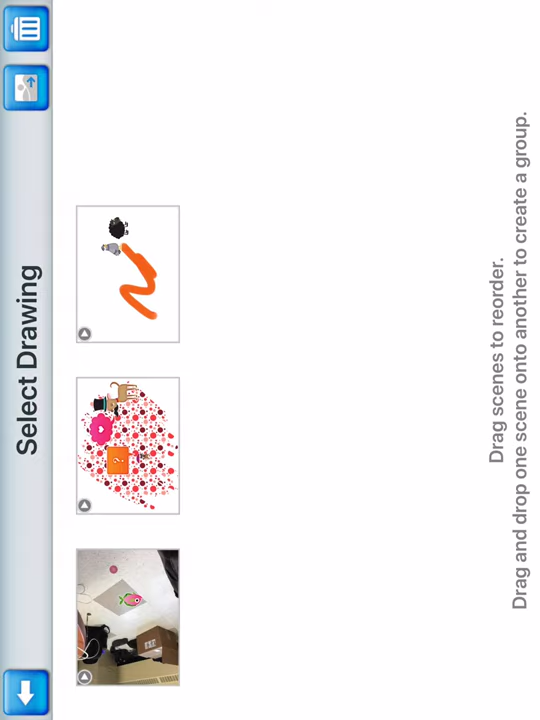 Select Drawing
Drag scenes to reorder.
Drag and drop one scene onto another to create a group.